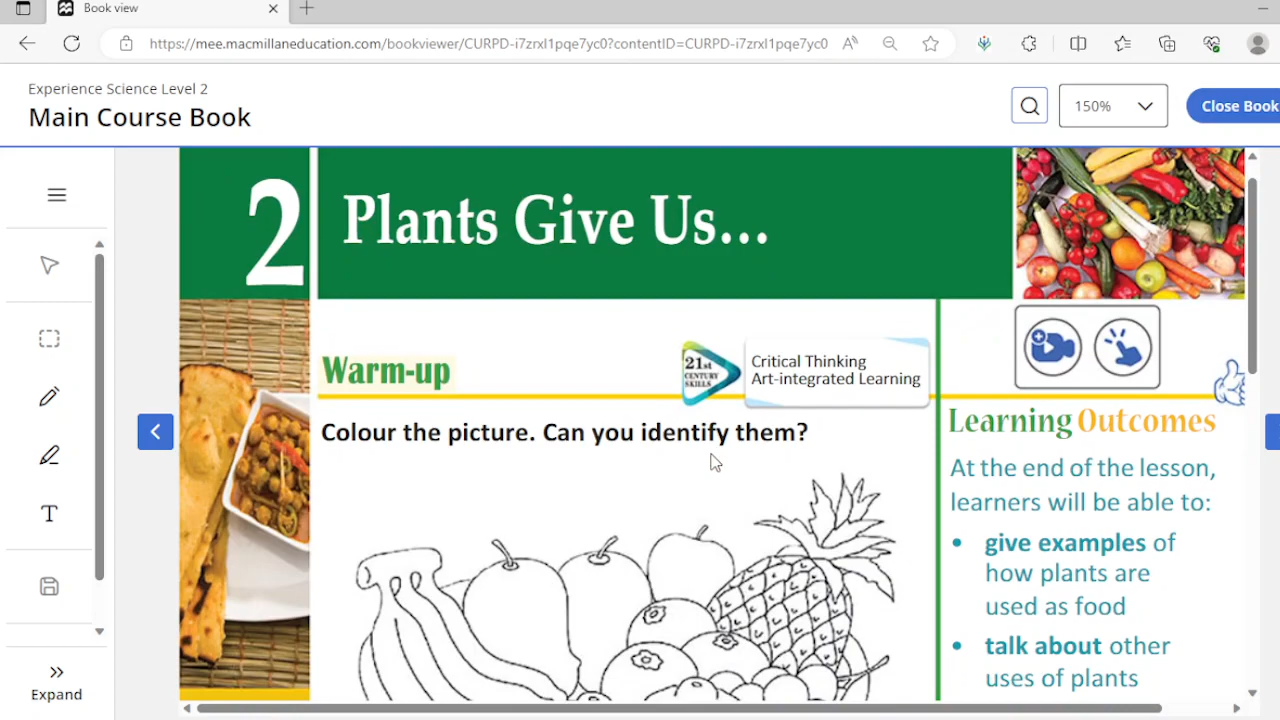 Book view
https://mee.macmillaneducation.com/bookviewer/CURPD-i7zrxl1pqe7yc0?contentID=CURPD-i7zrxl1pqe7yc0
Experience Science Level 2
Main Course Book
150%
Close Book
2
Plants Give Us...
Warm-up
21st
CENTURY
SKILLS
Critical Thinking
Art-integrated Learning
Colour the picture. Can you identify them?
Learning Outcomes
At the end of the lesson,
learners will be able to:
• give examples of
how plants are
used as food
• talk about other
uses of plants
Expand